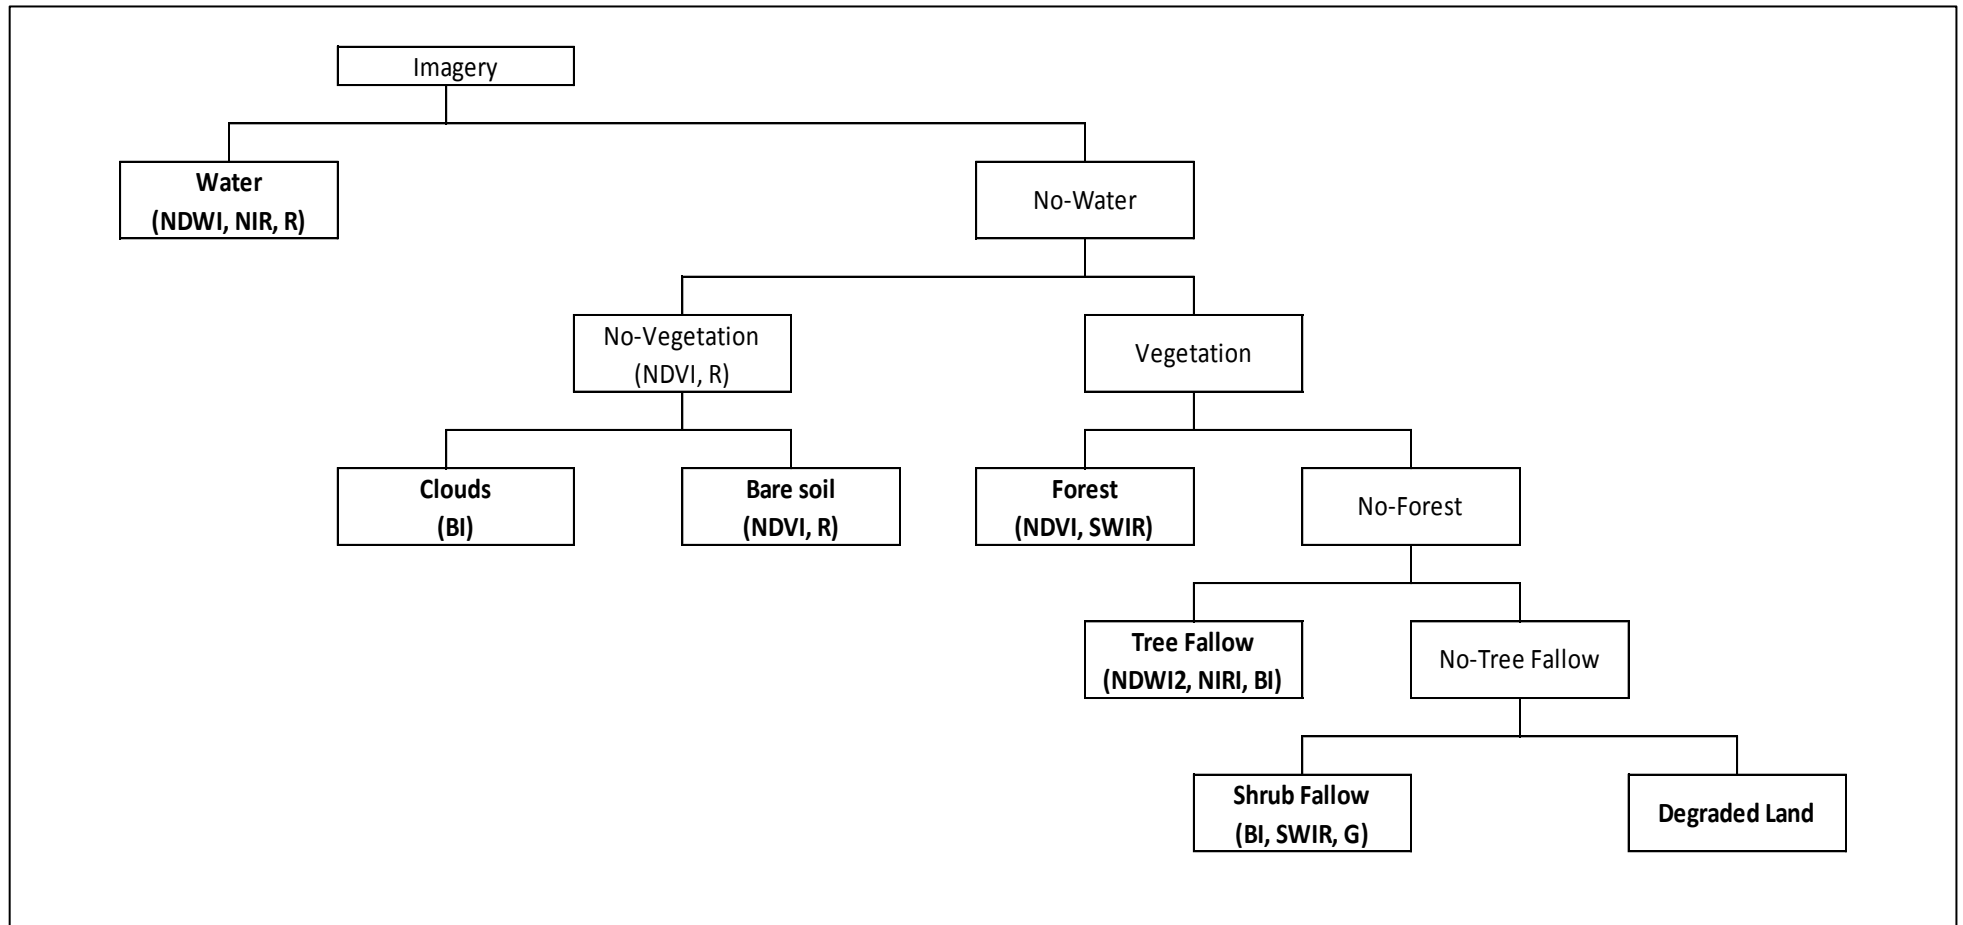 Imagery
Water
(NDWI, NIR, R)
No-Water
No-Vegetation
(NDVI, R)
Vegetation
Clouds
(BI)
Bare soil
(NDVI, R)
Forest
(NDVI, SWIR)
No-Forest
Tree Fallow
(NDWI2, NIRI, BI)
No-Tree Fallow
Shrub Fallow
(BI, SWIR, G)
Degraded Land